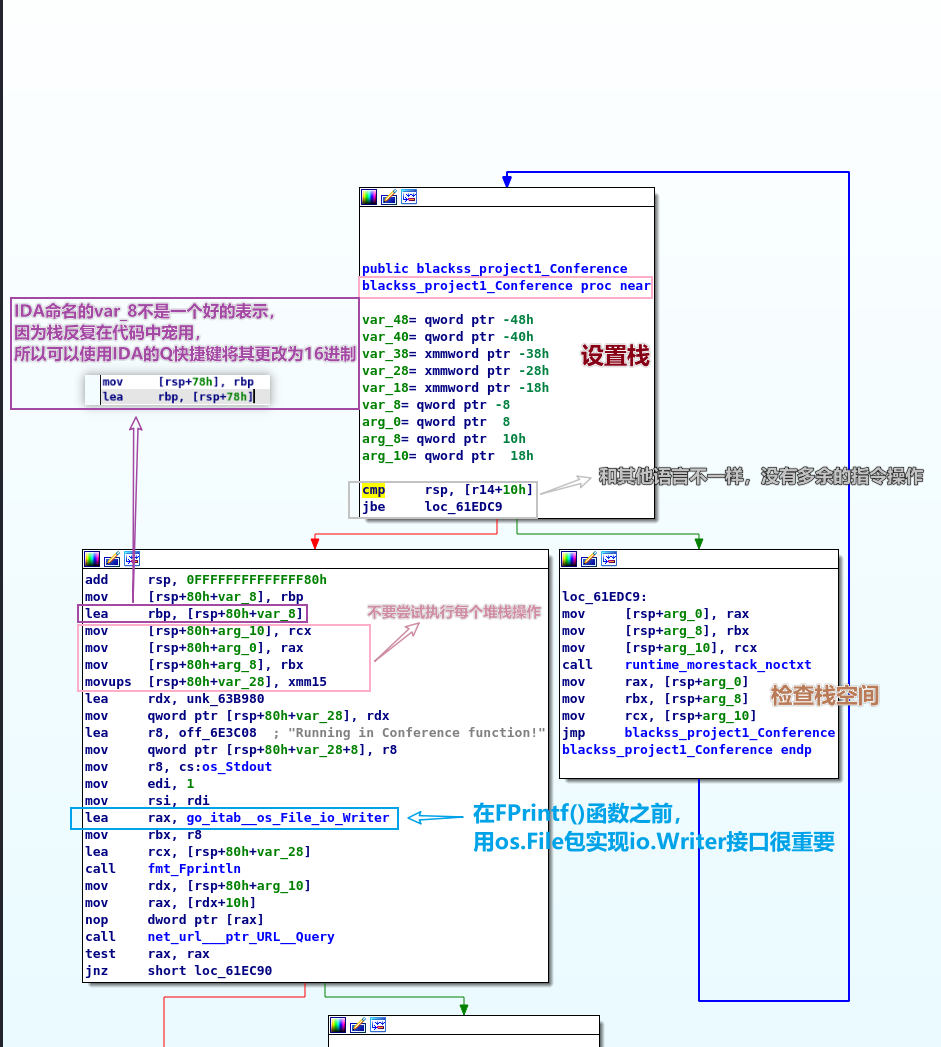 public blackss_project1_Conference
blackss_project1_Conference proc near
var_48= qword ptr -48h
var_40= qword ptr -40h
var_38= xmmword ptr -38h
var_28= xmmword ptr -28h
var_18= xmmword ptr -18h
var_8= qword ptr -8
arg_0= qword ptr  8
arg_8= qword ptr  10h
arg_10= qword ptr  18h
设置栈
cmp     rsp, [r14+10h]
jbe     loc_61EDC9
和其他语言不一样，没有多余的指令操作
IDA命名的var_8不是一个好的表示，
因为栈反复在代码中宠用，
所以可以使用IDA的Q快捷键将其更改为16进制
mov     [rsp+78h], rbp
lea     rbp, [rsp+78h]
add     rsp, 0FFFFFFFFFFFFFF80h
mov     [rsp+80h+var_8], rbp
lea     rbp, [rsp+80h+var_8]
mov     [rsp+80h+arg_10], rcx
mov     [rsp+80h+arg_0], rax
mov     [rsp+80h+arg_8], rbx
movups  [rsp+80h+var_28], xmm15
不要尝试执行每个堆栈操作
lea     rdx, unk_63B980
mov     qword ptr [rsp+80h+var_28], rdx
lea     r8, off_6E3C08  ; "Running in Conference function!"
mov     qword ptr [rsp+80h+var_28+8], r8
mov     r8, cs:os_Stdout
mov     edi, 1
mov     rsi, rdi
lea     rax, go_itab__os_File_io_Writer
mov     rbx, r8
lea     rcx, [rsp+80h+var_28]
call    fmt_Fprintln
mov     rdx, [rsp+80h+arg_10]
mov     rax, [rdx+10h]
nop     dword ptr [rax]
call    net_url___ptr_URL__Query
test    rax, rax
jnz     short loc_61EC90
在FPrintf()函数之前，
用os.File包实现io.Writer接口很重要
loc_61EDC9:
mov     [rsp+arg_0], rax
mov     [rsp+arg_8], rbx
mov     [rsp+arg_10], rcx
call    runtime_morestack_noctxt
mov     rax, [rsp+arg_0]
mov     rbx, [rsp+arg_8]
mov     rcx, [rsp+arg_10]
jmp     blackss_project1_Conference
blackss_project1_Conference endp
检查栈空间